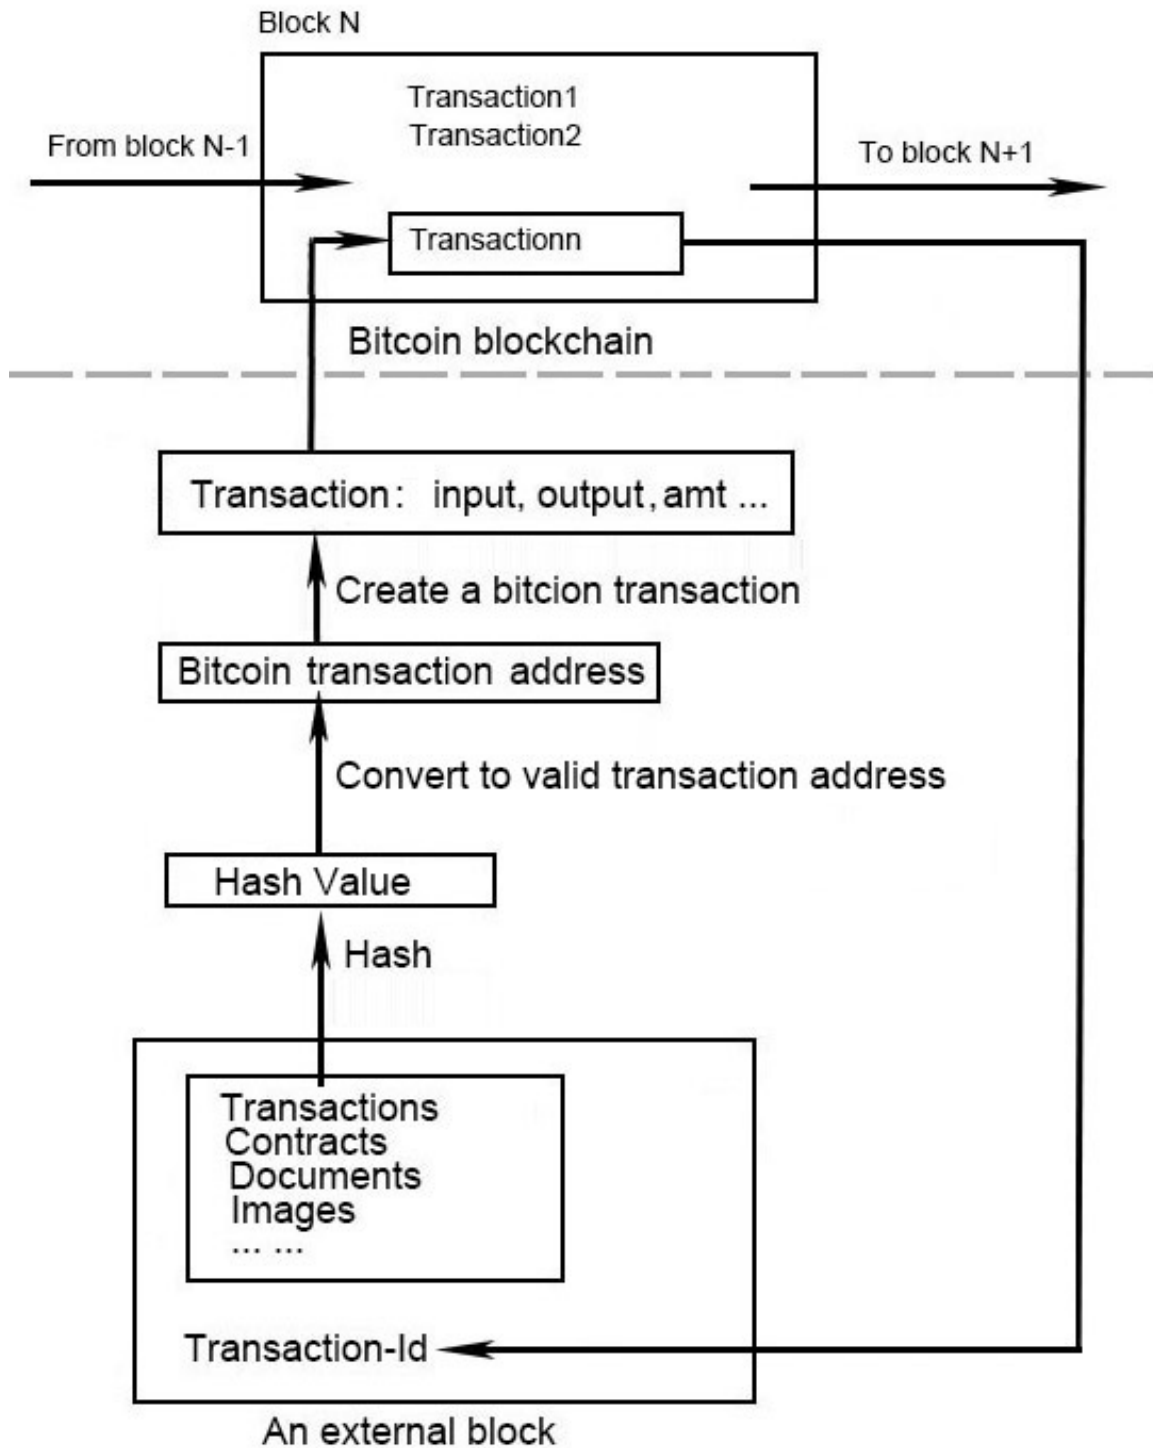 Block N
Transaction1
Transaction2
From block N-1
To block N+1
Transactionn
Bitcoin blockchain
Transaction: input, output, amt ...
Create a bitcion transaction
Bitcoin transaction address
Convert to valid transaction address
Hash Value
Hash
Transactions
Contracts
Documents
Images
... ...
Transaction-Id
An external block